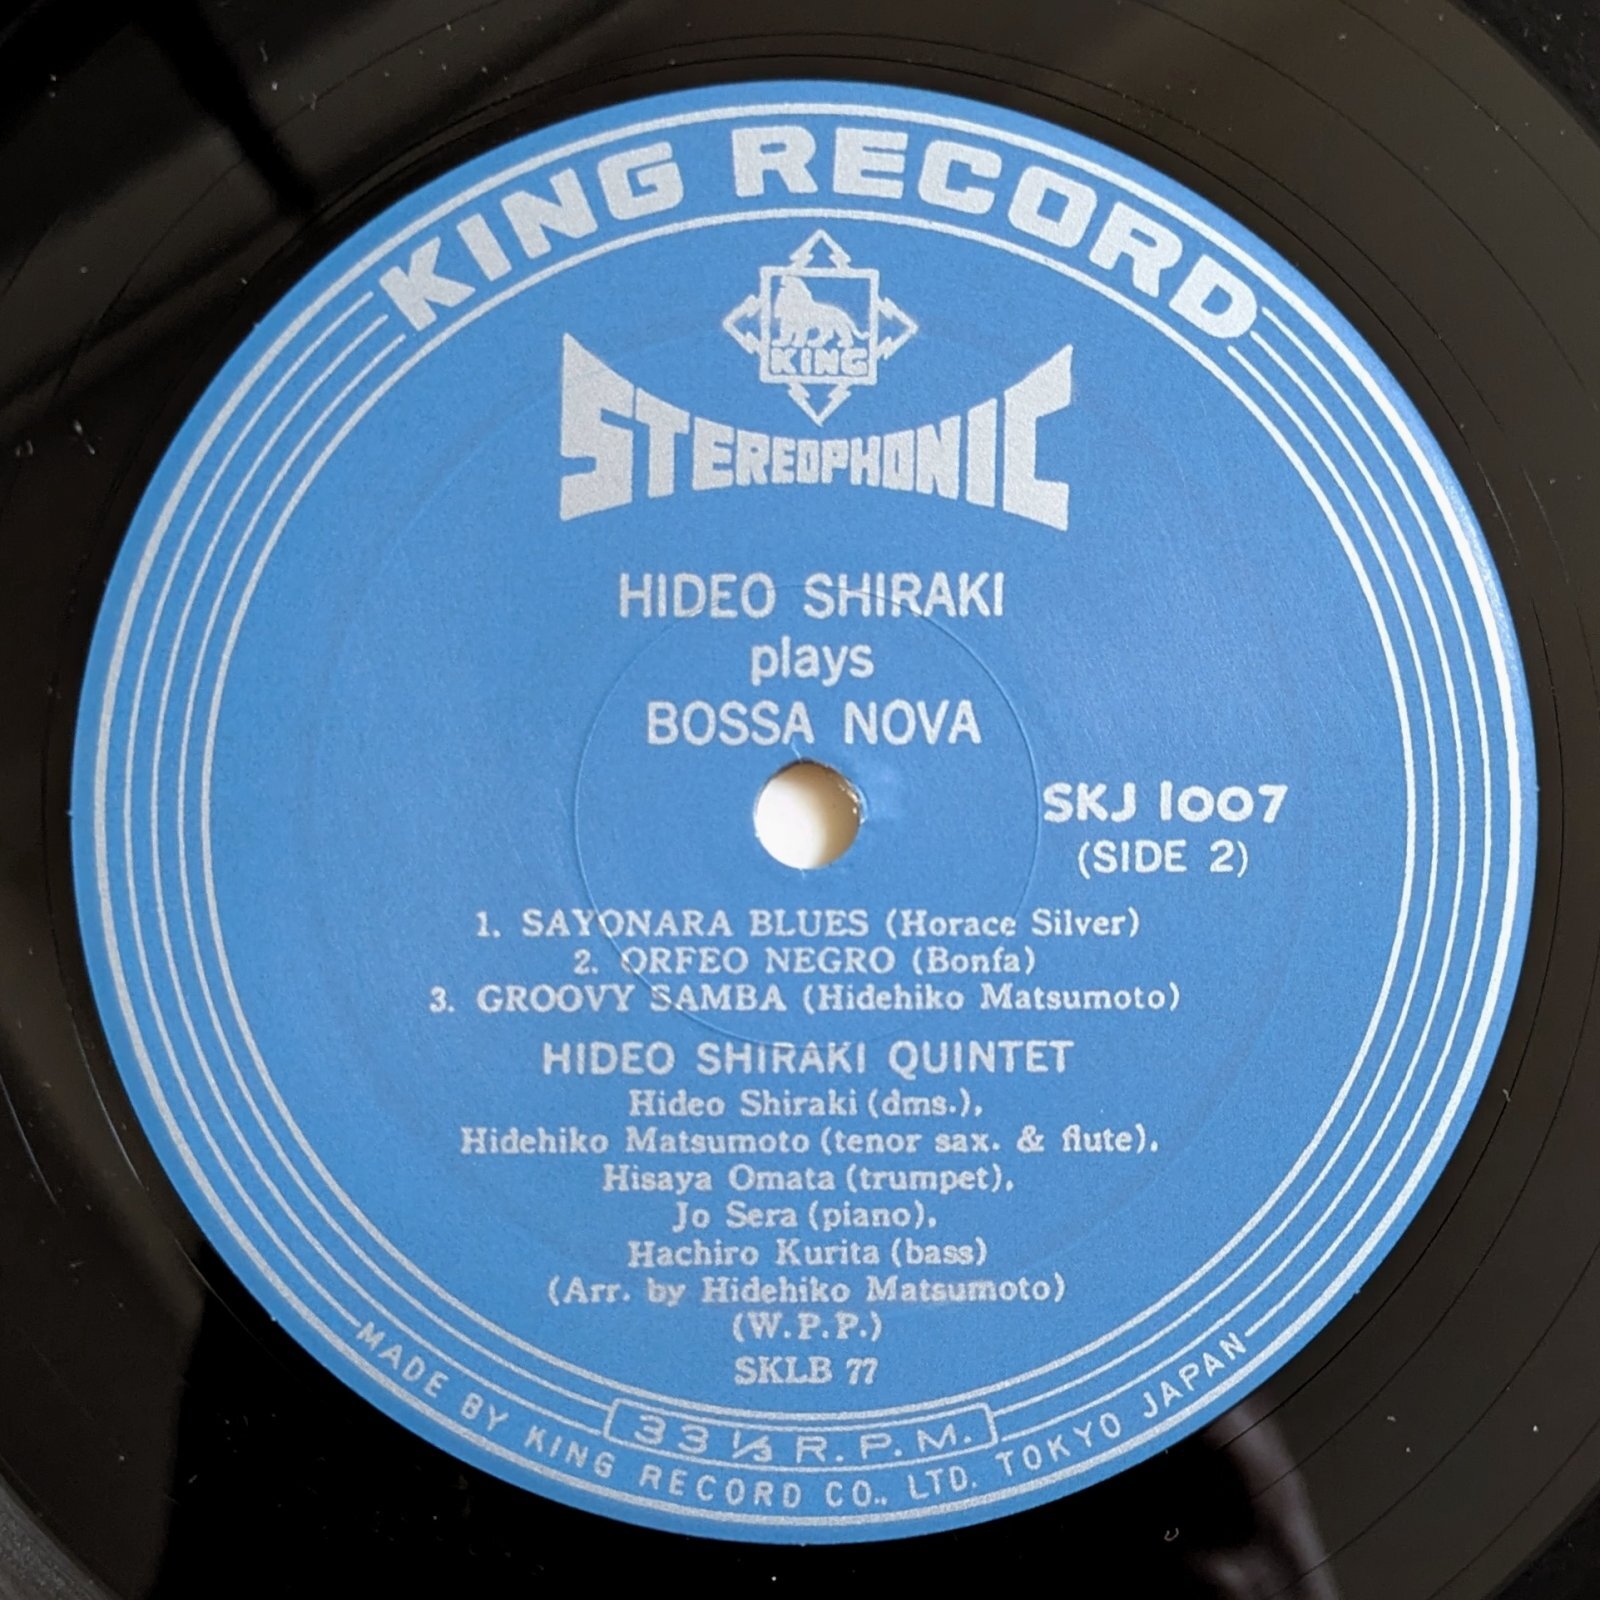 KING RECORD
KING
STEREOPHONIC
HIDEO SHIRAKI
plays
BOSSA NOVA
SKJ 1007
(SIDE 2)
1. SAYONARA BLUES (Horace Silver)
2. ORFEO NEGRO (Bonfa)
3. GROOVY SAMBA (Hidehiko Matsumoto)
HIDEO SHIRAKI QUINTET
Hideo Shiraki (dms.),
Hidehiko Matsumoto (tenor sax. & flute),
Hisaya Omata (trumpet),
Jo Sera (piano),
Hachiro Kurita (bass)
(Arr. by Hidehiko Matsumoto)
(W.P.P.)
SKLB 77
33 ⅓ R.P.M.
MADE BY KING RECORD CO., LTD. TOKYO JAPAN